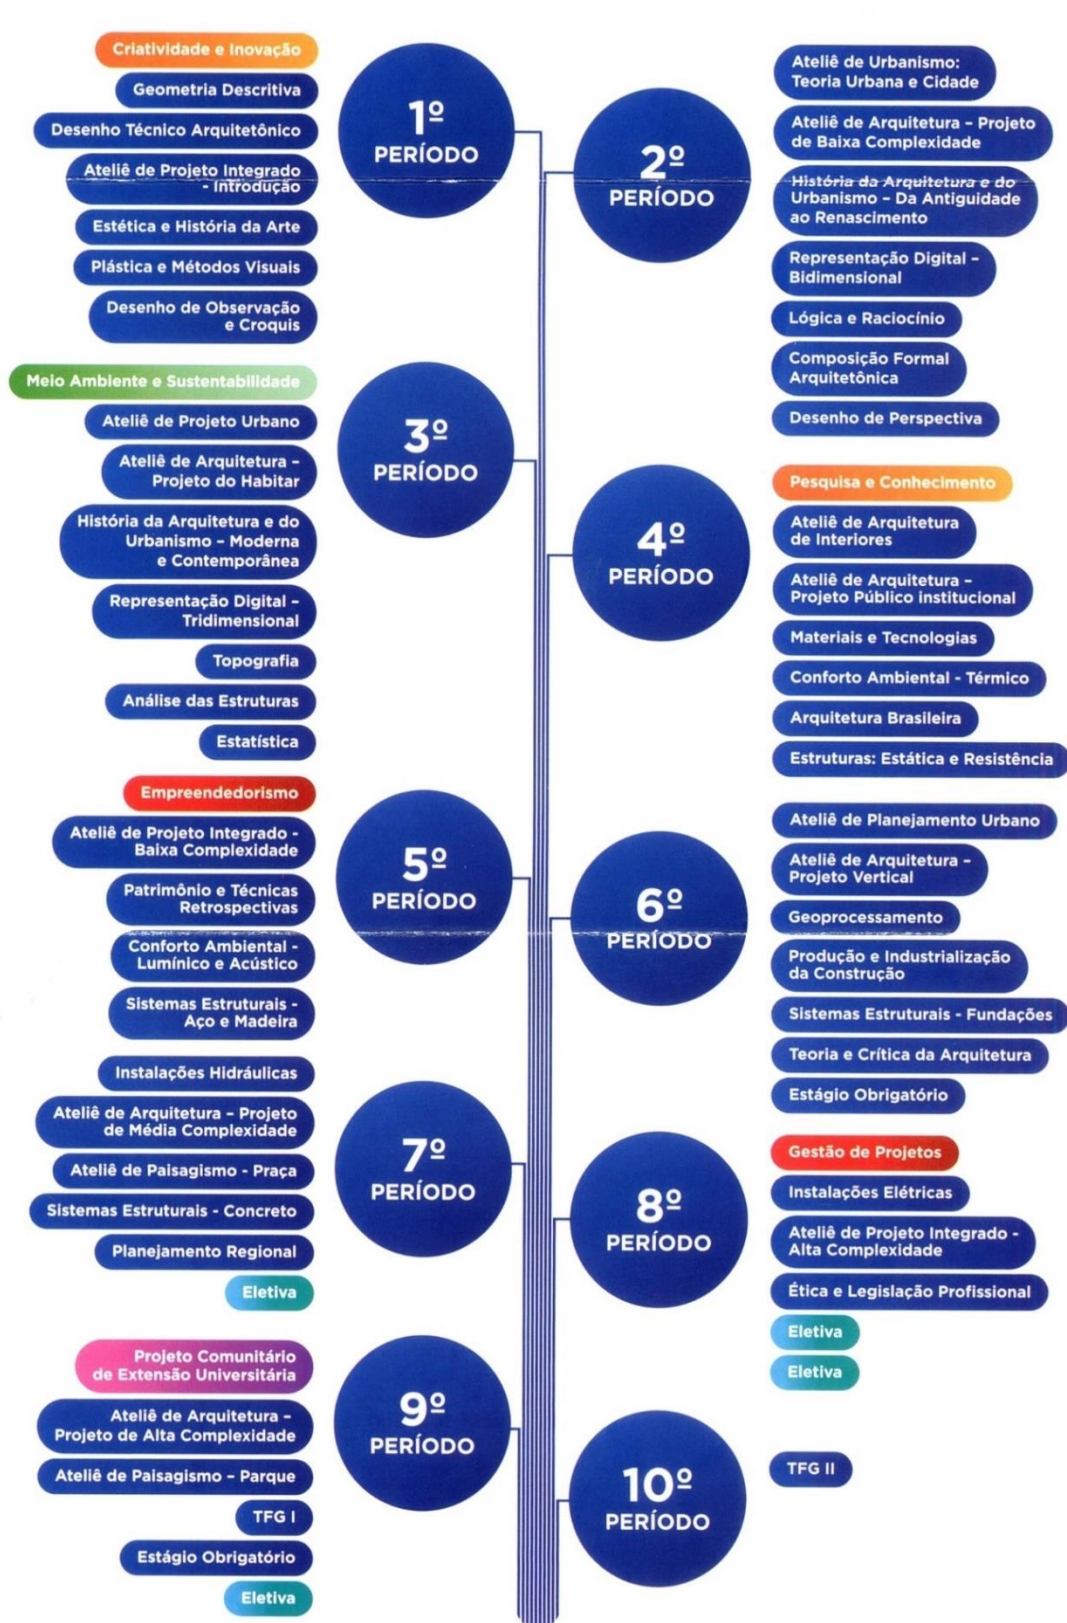 1º
PERÍODO
Criatividade e Inovação
Geometria Descritiva
Desenho Técnico Arquitetônico
Ateliê de Projeto Integrado
- Introdução
Estética e História da Arte
Plástica e Métodos Visuais
Desenho de Observação
e Croquis
2º
PERÍODO
Ateliê de Urbanismo:
Teoria Urbana e Cidade
Ateliê de Arquitetura – Projeto
de Baixa Complexidade
História da Arquitetura e do
Urbanismo – Da Antiguidade
ao Renascimento
Representação Digital –
Bidimensional
Lógica e Raciocínio
Composição Formal
Arquitetônica
Desenho de Perspectiva
3º
PERÍODO
Meio Ambiente e Sustentabilidade
Ateliê de Projeto Urbano
Ateliê de Arquitetura –
Projeto do Habitar
História da Arquitetura e do
Urbanismo – Moderna
e Contemporânea
Representação Digital –
Tridimensional
Topografia
Análise das Estruturas
Estatística
4º
PERÍODO
Pesquisa e Conhecimento
Ateliê de Arquitetura
de Interiores
Ateliê de Arquitetura –
Projeto Público institucional
Materiais e Tecnologias
Conforto Ambiental - Térmico
Arquitetura Brasileira
Estruturas: Estática e Resistência
5º
PERÍODO
Empreendedorismo
Ateliê de Projeto Integrado -
Baixa Complexidade
Patrimônio e Técnicas
Retrospectivas
Conforto Ambiental -
Lumínico e Acústico
Sistemas Estruturais -
Aço e Madeira
6º
PERÍODO
Ateliê de Planejamento Urbano
Ateliê de Arquitetura –
Projeto Vertical
Geoprocessamento
Produção e Industrialização
da Construção
Sistemas Estruturais - Fundações
Teoria e Crítica da Arquitetura
Estágio Obrigatório
7º
PERÍODO
Instalações Hidráulicas
Ateliê de Arquitetura – Projeto
de Média Complexidade
Ateliê de Paisagismo - Praça
Sistemas Estruturais - Concreto
Planejamento Regional
Eletiva
8º
PERÍODO
Gestão de Projetos
Instalações Elétricas
Ateliê de Projeto Integrado -
Alta Complexidade
Ética e Legislação Profissional
Eletiva
Eletiva
9º
PERÍODO
Projeto Comunitário
de Extensão Universitária
Ateliê de Arquitetura –
Projeto de Alta Complexidade
Ateliê de Paisagismo – Parque
TFG I
Estágio Obrigatório
Eletiva
10º
PERÍODO
TFG II